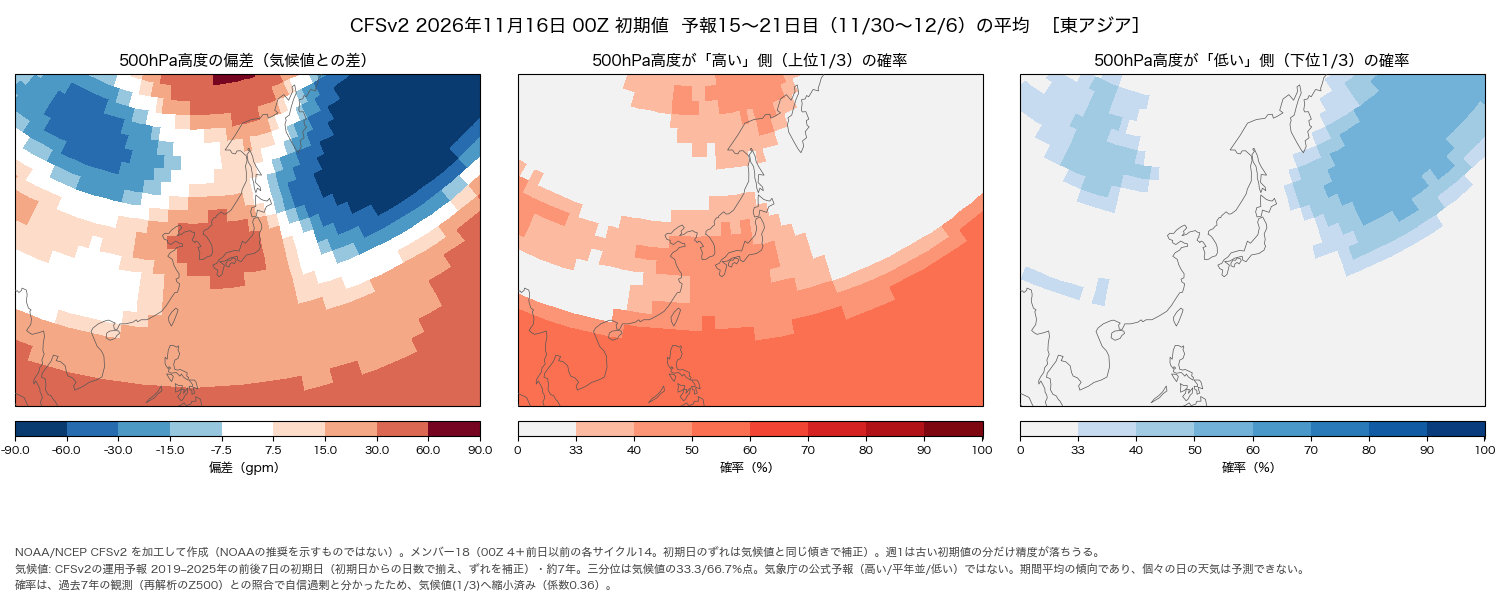 CFSv2 2026年11月16日 00Z 初期値  予報15〜21日目（11/30〜12/6）の平均  ［東アジア］
500hPa高度の偏差（気候値との差）
500hPa高度が「高い」側（上位1/3）の確率
500hPa高度が「低い」側（下位1/3）の確率
-90.0 -60.0 -30.0 -15.0 -7.5 7.5 15.0 30.0 60.0 90.0
偏差（gpm）
0 33 40 50 60 70 80 90 100
確率（%）
0 33 40 50 60 70 80 90 100
確率（%）
NOAA/NCEP CFSv2 を加工して作成（NOAAの推奨を示すものではない）。メンバー18（00Z 4＋前日以前の各サイクル14。初期日のずれは気候値と同じ傾きで補正）。週1は古い初期値の分だけ精度が落ちうる。
気候値: CFSv2の運用予報 2019–2025年の前後7日の初期日（初期日からの日数で揃え、ずれを補正）・約7年。三分位は気候値の33.3/66.7%点。気象庁の公式予報（高い/平年並/低い）ではない。期間平均の傾向であり、個々の日の天気は予測できない。
確率は、過去7年の観測（再解析のZ500）との照合で自信過剰と分かったため、気候値(1/3)へ縮小済み（係数0.36）。